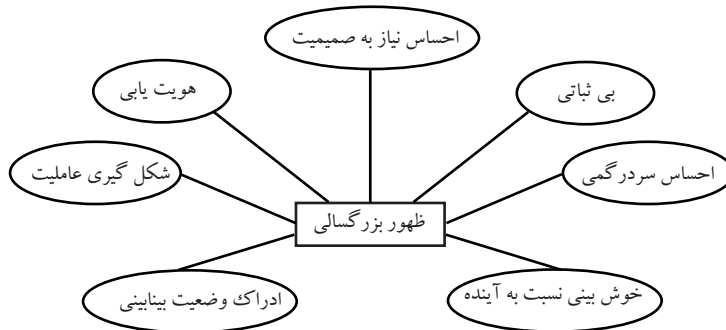 احساس نیاز به صمیمیت
بی ثباتی
هویت یابی
احساس سردرگمی
شکل گیری عاملیت
ظهور بزرگسالی
خوش بینی نسبت به آینده
ادراک وضعیت بینابینی